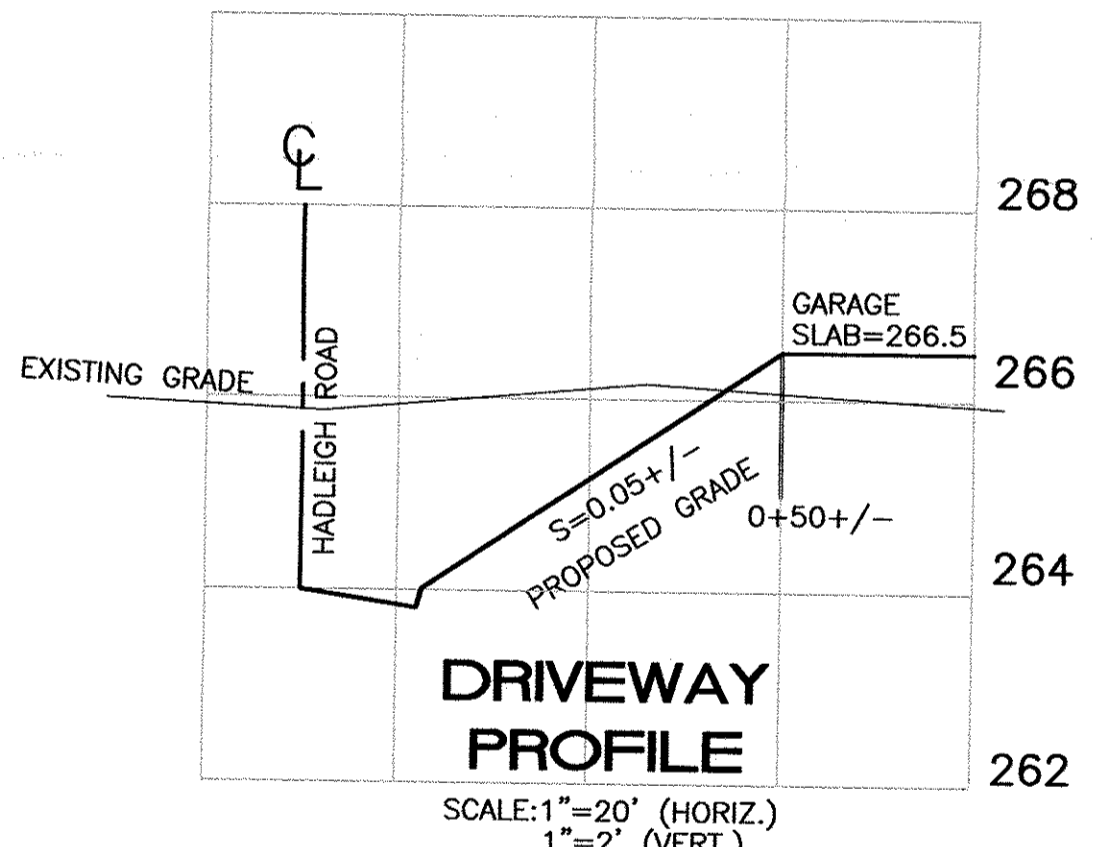 ℄
268
GARAGE
SLAB=266.5
266
EXISTING GRADE
HADLEIGH ROAD
S=0.05+/-
PROPOSED GRADE
0+50+/-
264
DRIVEWAY
PROFILE
262
SCALE:1"=20' (HORIZ.)
1"=2' (VERT.)